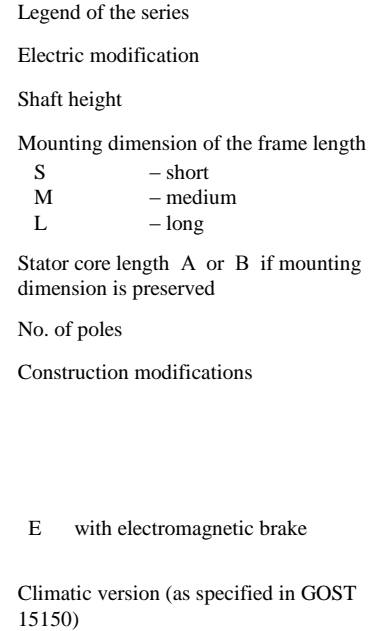 Legend of the series
Electric modification
Shaft height
Mounting dimension of the frame length
S – short
M – medium
L – long
Stator core length A or B if mounting
dimension is preserved
No. of poles
Construction modifications
E with electromagnetic brake
Climatic version (as specified in GOST
15150)